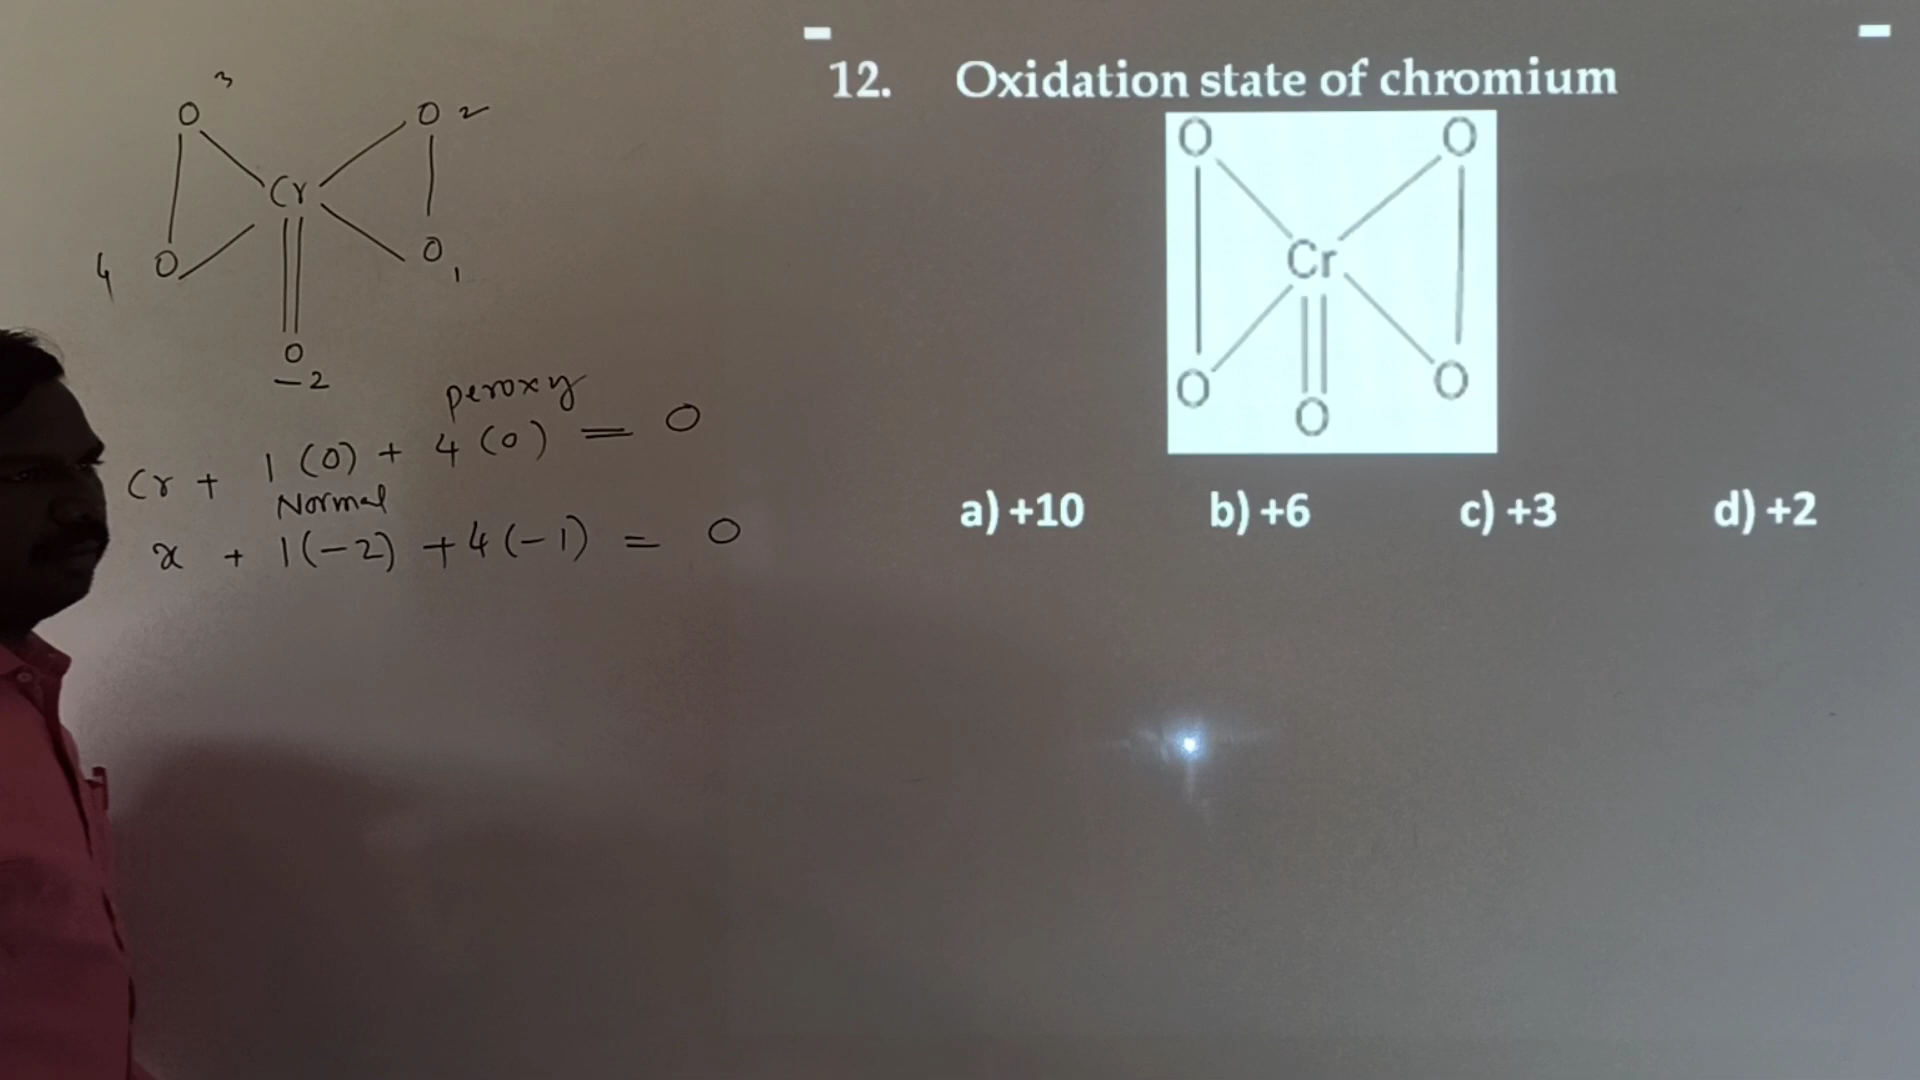 12. Oxidation state of chromium
O O
Cr
O O
O
a) +10 b) +6 c) +3 d) +2
3
O O 2
Cr
4 O O 1
O
-2
peroxy
Cr + 1 (O) + 4 (O) = 0
Normal
x + 1(-2) + 4(-1) = 0